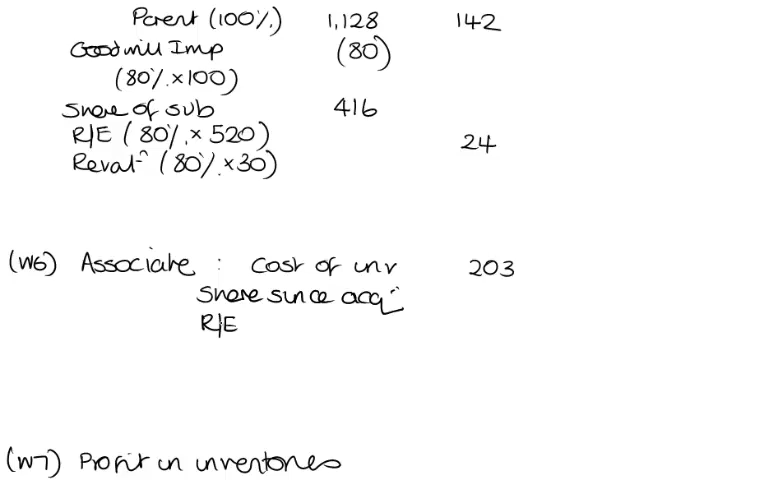 Parent (100%) 1,128 142
Goodwill Imp (80)
(80% x 100)
Share of sub 416
R/E (80% x 520)
24
Reval^n (80% x 30)
(W6) Associate : Cost of inv 203
Share since acq^n
R/E
(W7) Profit in inventories